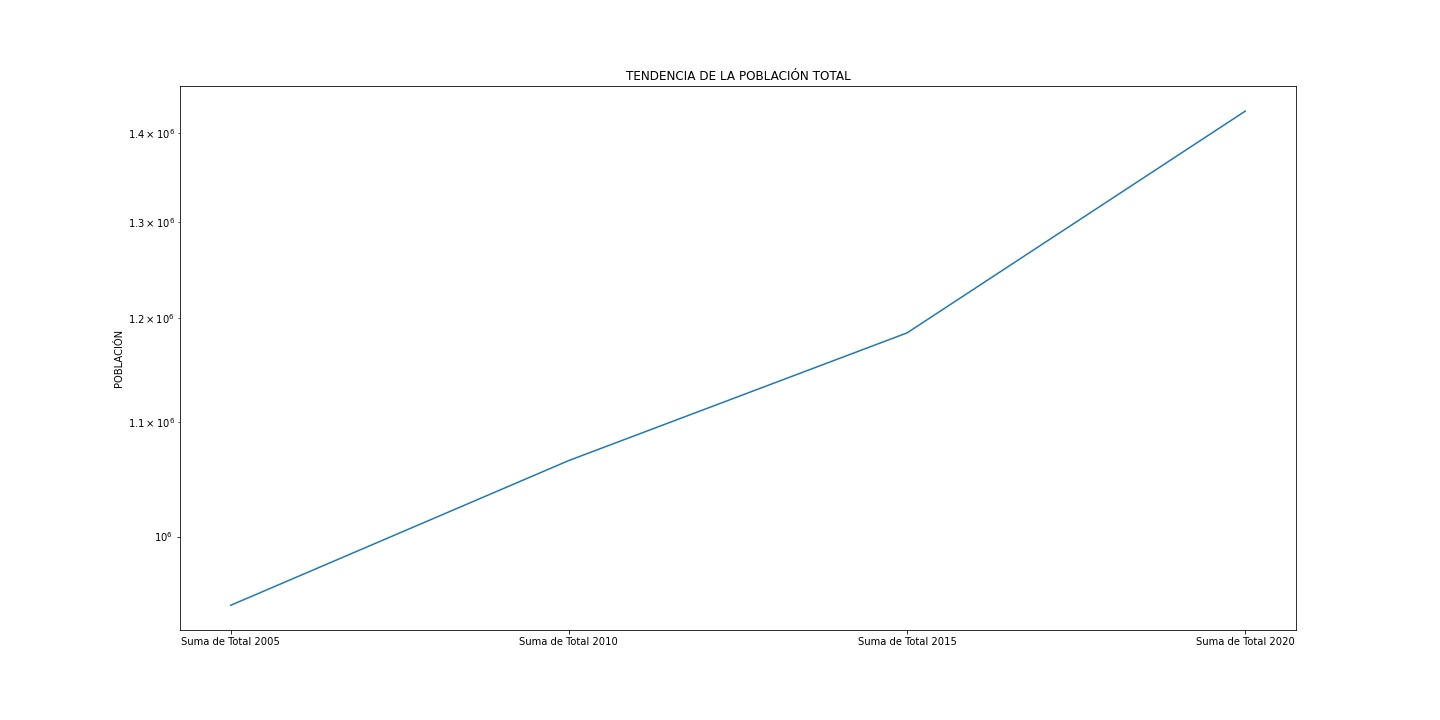 TENDENCIA DE LA POBLACIÓN TOTAL
1.4 × 10⁶
1.3 × 10⁶
1.2 × 10⁶
1.1 × 10⁶
10⁶
POBLACIÓN
Suma de Total 2005
Suma de Total 2010
Suma de Total 2015
Suma de Total 2020